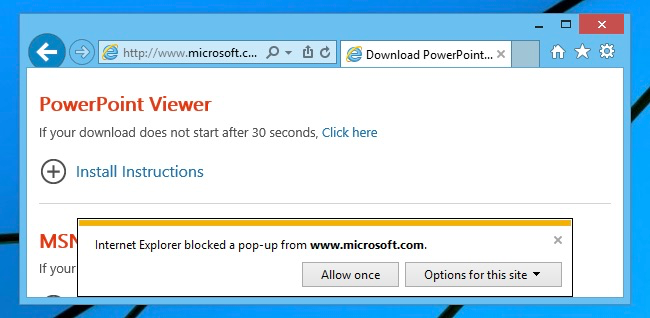 http://www.microsoft.c...
Download PowerPoint...
PowerPoint Viewer
If your download does not start after 30 seconds, Click here
Install Instructions
MSN
If your
Internet Explorer blocked a pop-up from www.microsoft.com.
Allow once
Options for this site